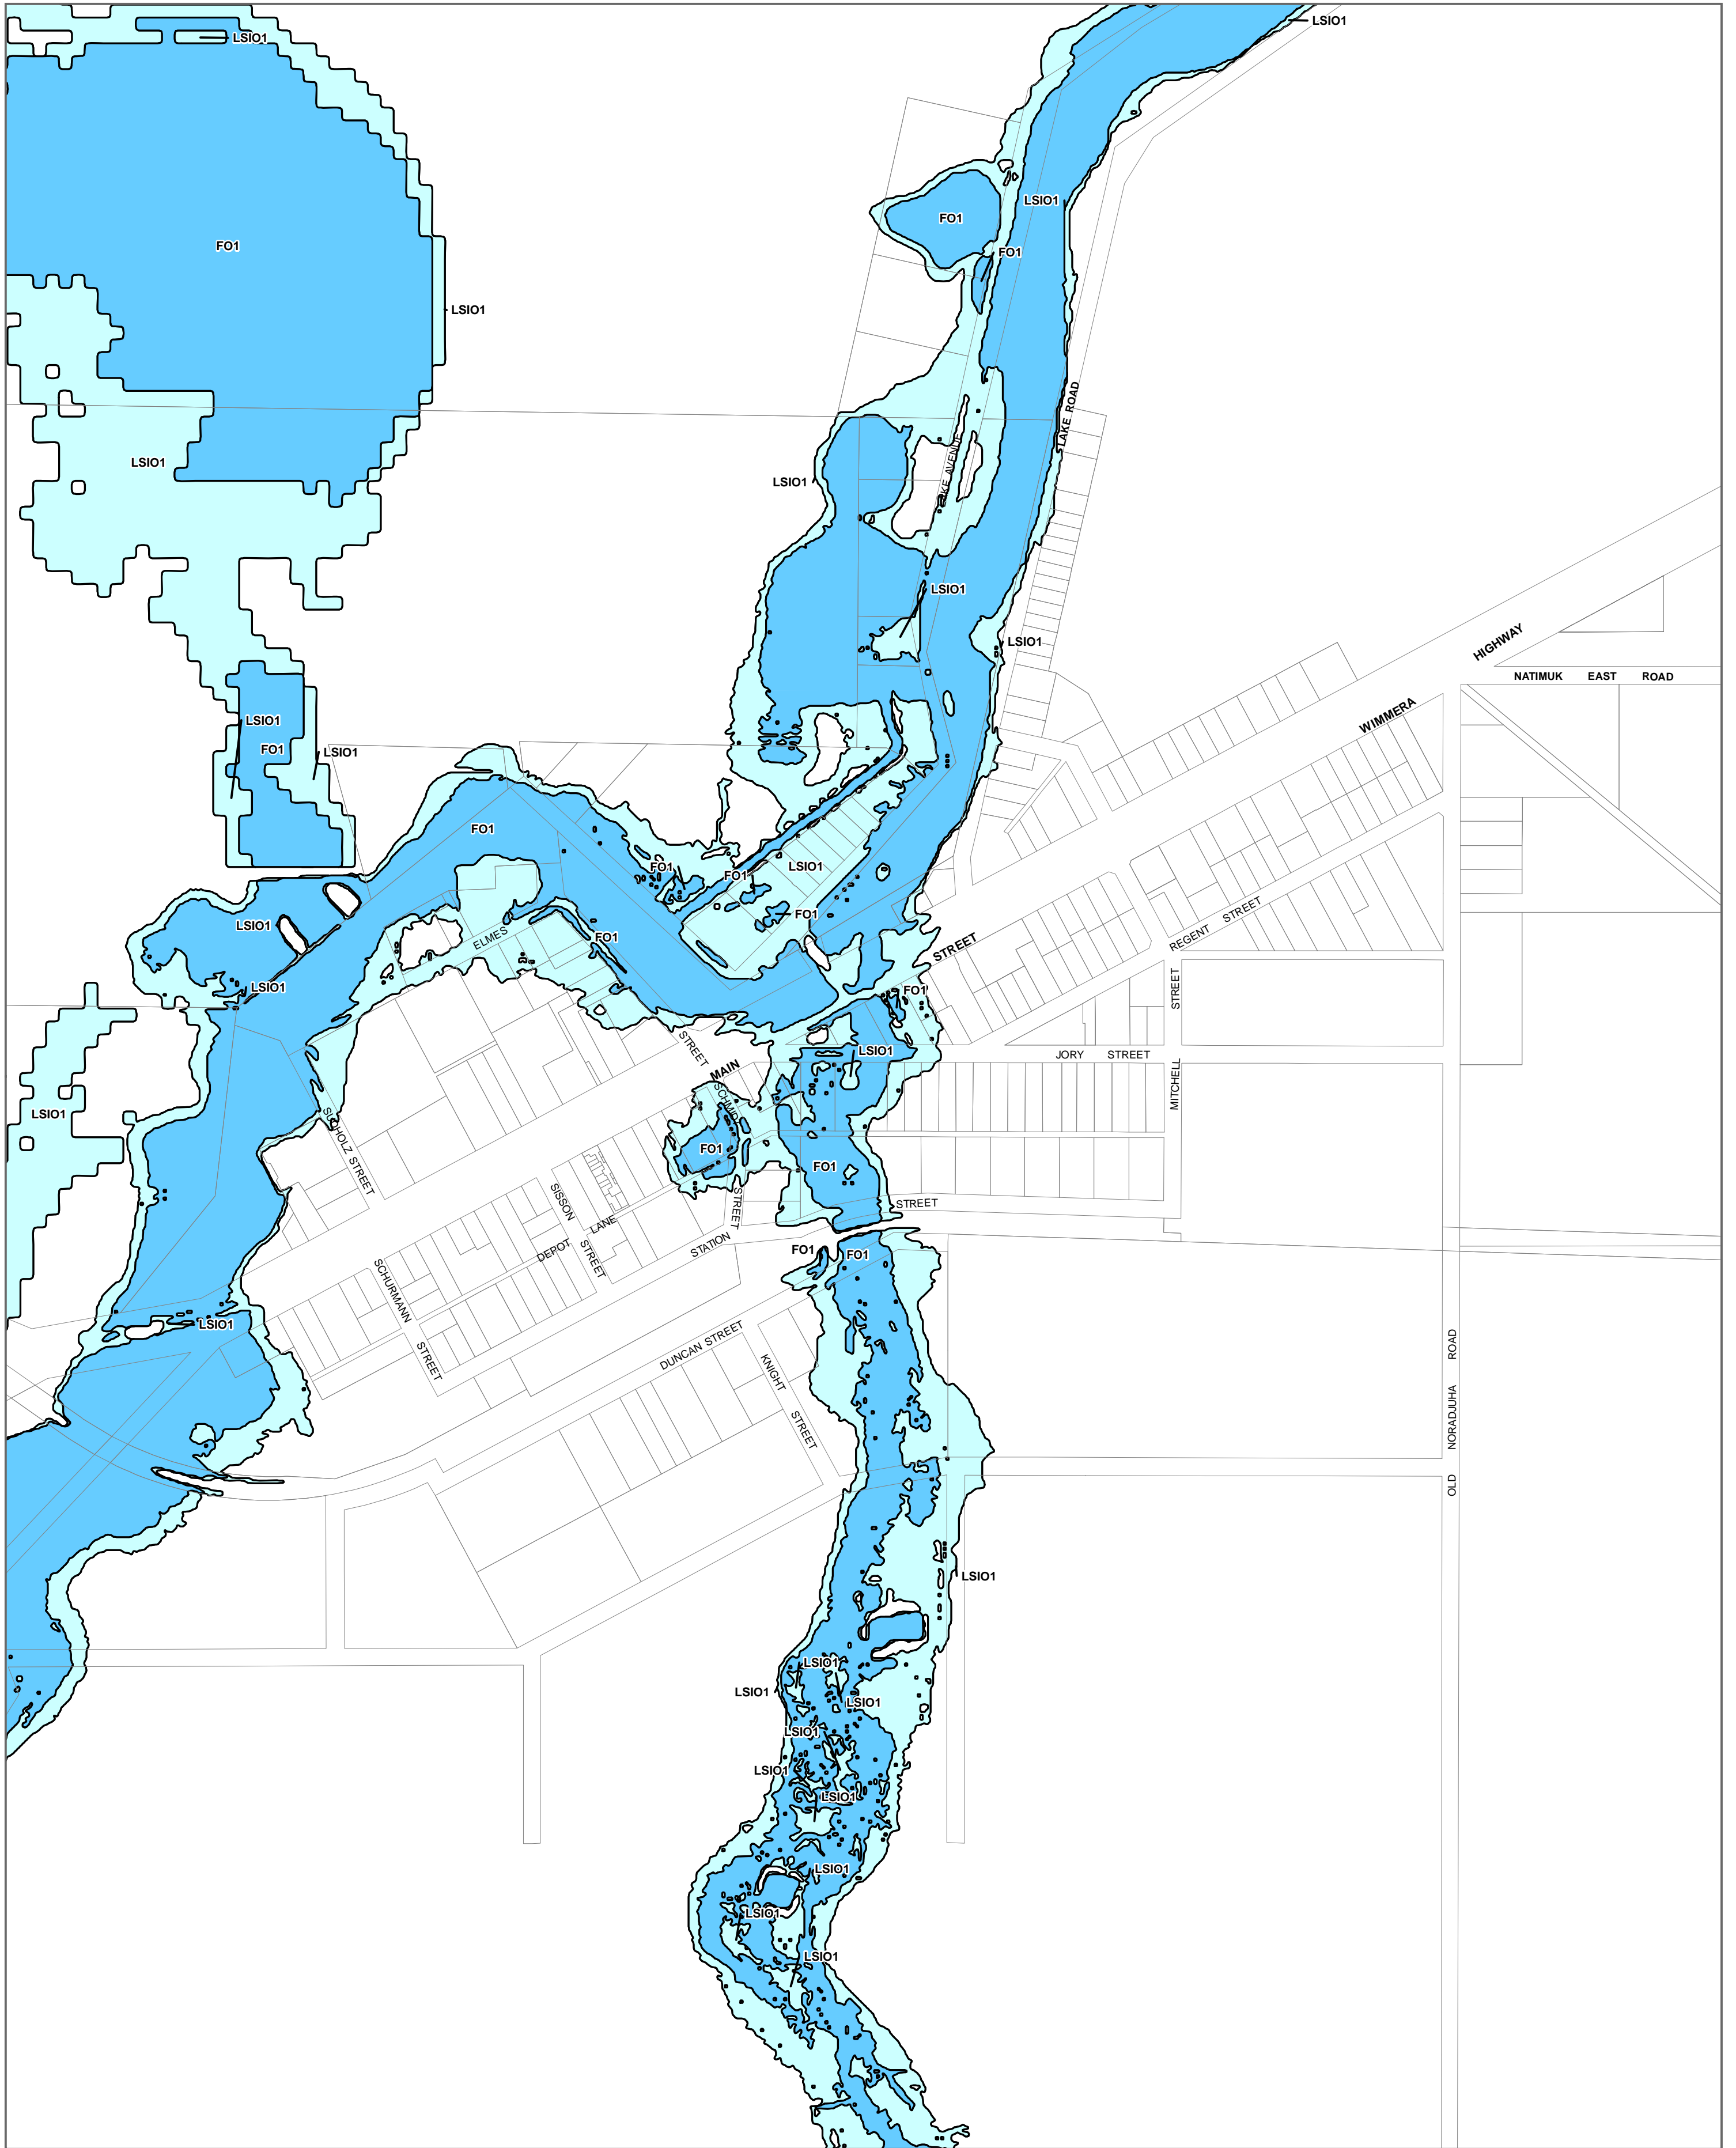 LSIO1
LSIO1
LSIO1
FO1
FO1
FO1
LSIO1
LAKE ROAD
LSIO1
LSIO1
LSIO1
LSIO1
HIGHWAY
NATIMUK EAST ROAD
LSIO1
WIMMERA
FO1
LSIO1
FO1
FO1
FO1
LSIO1
FO1
LSIO1
REGENT STREET
ELMES
FO1
STREET
LSIO1
STREET
FO1
STREET
MAIN
LSIO1
JORY STREET
MITCHELL
LSIO1
SUCHOLZ STREET
FO1
FO1
SISSON
STREET
STREET
DEPOT LANE
STREET
STATION
FO1
FO1
SCHURMANN
STREET
LSIO1
DUNCAN STREET
KNIGHT
STREET
OLD NORADJUHA ROAD
LSIO1
LSIO1
LSIO1
LSIO1
LSIO1
LSIO1
LSIO1
LSIO1
LSIO1
LSIO1